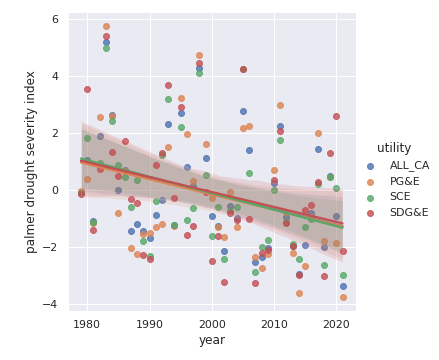 6
4
2
0
−2
−4
palmer drought severity index
1980
1990
2000
2010
2020
year
utility
ALL_CA
PG&E
SCE
SDG&E